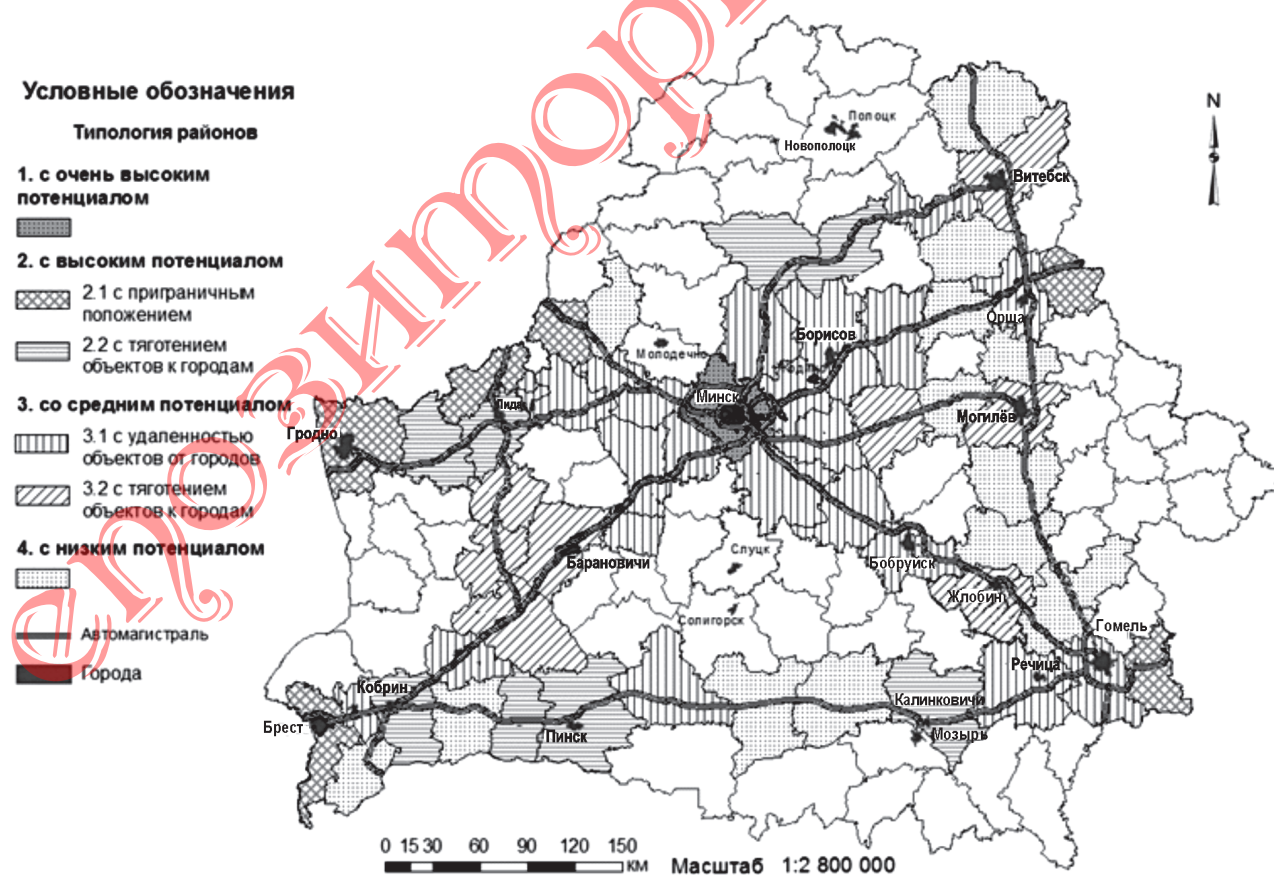 Условные обозначения
Типология районов
1. с очень высоким
потенциалом
2. с высоким потенциалом
2.1 с приграничным
положением
2.2 с тяготением
объектов к городам
3. со средним потенциалом
3.1 с удаленностью
объектов от городов
3.2 с тяготением
объектов к городам
4. с низким потенциалом
Автомагистраль
Города
N
Полоцк
Новополоцк
Витебск
Орша
Борисов
Молодечно
Минск
Могилёв
Лида
Гродно
Барановичи
Слуцк
Бобруйск
Жлобин
Солигорск
Гомель
Речица
Кобрин
Калинковичи
Брест
Пинск
Мозырь
0 15 30 60 90 120 150
КМ
Масштаб 1:2 800 000
епозитор